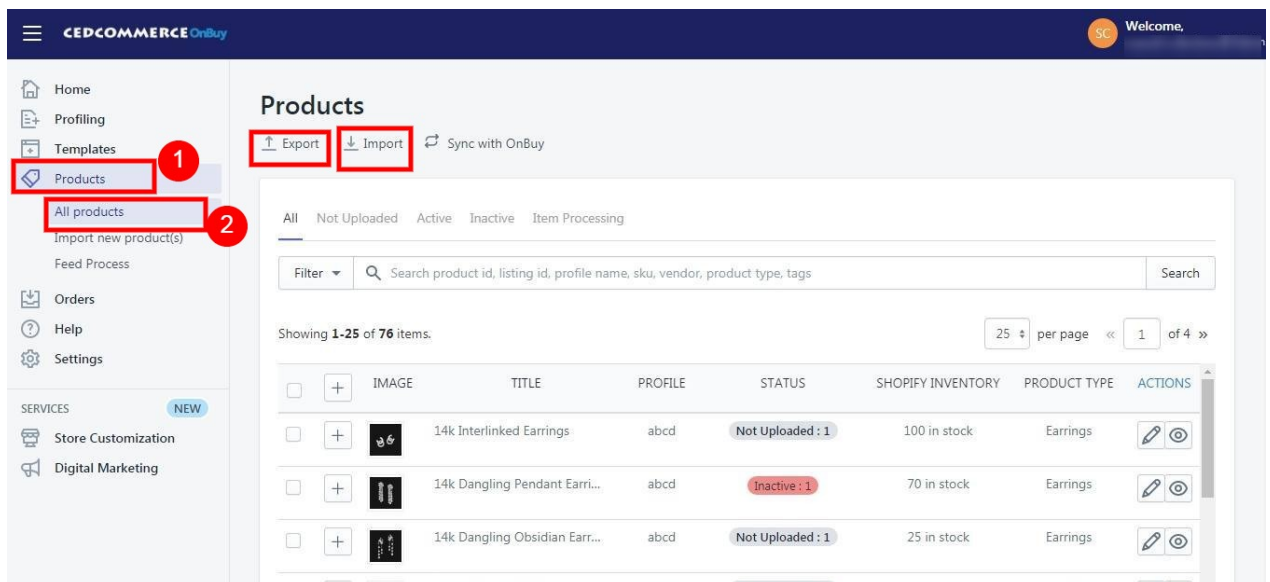 CEDCOMMERCE OnBuy
SC
Welcome,
Home
Profiling
Templates
1
Products
All products
2
Import new product(s)
Feed Process
Orders
Help
Settings
SERVICES NEW
Store Customization
Digital Marketing
Products
Export Import Sync with OnBuy
All Not Uploaded Active Inactive Item Processing
Filter Search product id, listing id, profile name, sku, vendor, product type, tags Search
Showing 1-25 of 76 items. 25 per page « 1 of 4 »
+ IMAGE TITLE PROFILE STATUS SHOPIFY INVENTORY PRODUCT TYPE ACTIONS
+ 14k Interlinked Earrings abcd Not Uploaded : 1 100 in stock Earrings
+ 14k Dangling Pendant Earri... abcd Inactive : 1 70 in stock Earrings
+ 14k Dangling Obsidian Earr... abcd Not Uploaded : 1 25 in stock Earrings